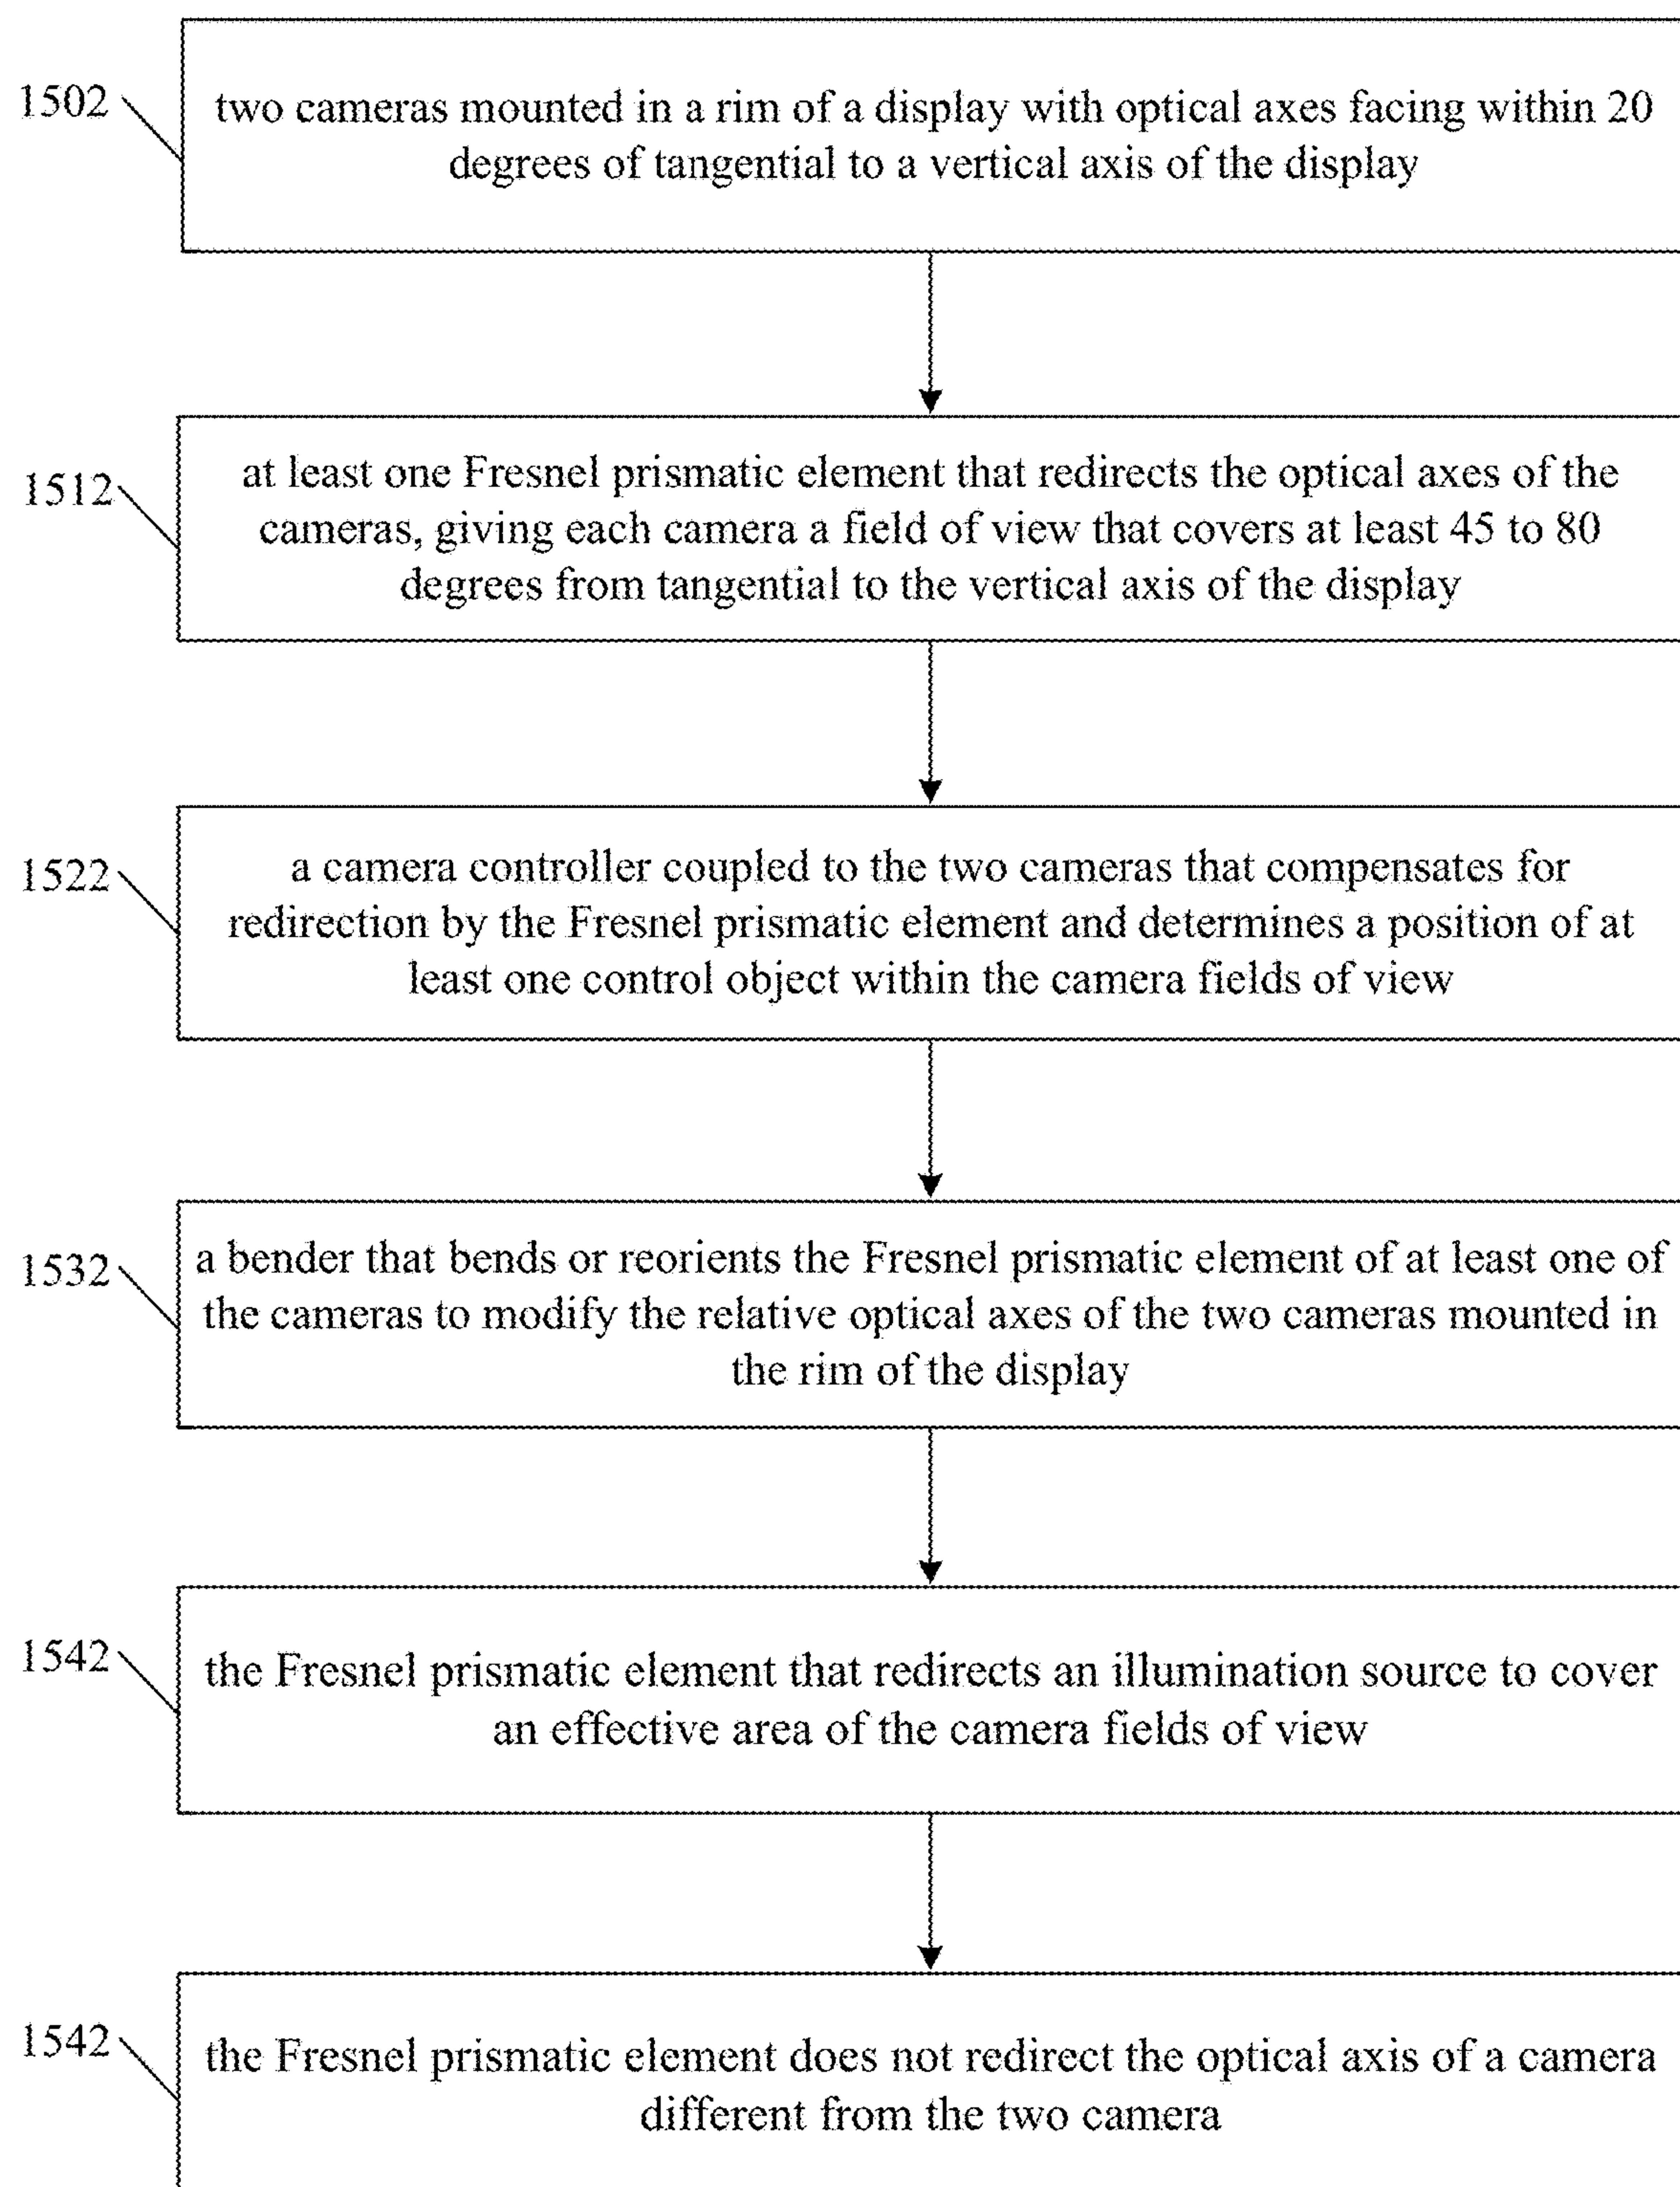 1502
two cameras mounted in a rim of a display with optical axes facing within 20
degrees of tangential to a vertical axis of the display
1512
at least one Fresnel prismatic element that redirects the optical axes of the
cameras, giving each camera a field of view that covers at least 45 to 80
degrees from tangential to the vertical axis of the display
1522
a camera controller coupled to the two cameras that compensates for
redirection by the Fresnel prismatic element and determines a position of at
least one control object within the camera fields of view
1532
a bender that bends or reorients the Fresnel prismatic element of at least one of
the cameras to modify the relative optical axes of the two cameras mounted in
the rim of the display
1542
the Fresnel prismatic element that redirects an illumination source to cover
an effective area of the camera fields of view
1542
the Fresnel prismatic element does not redirect the optical axis of a camera
different from the two camera